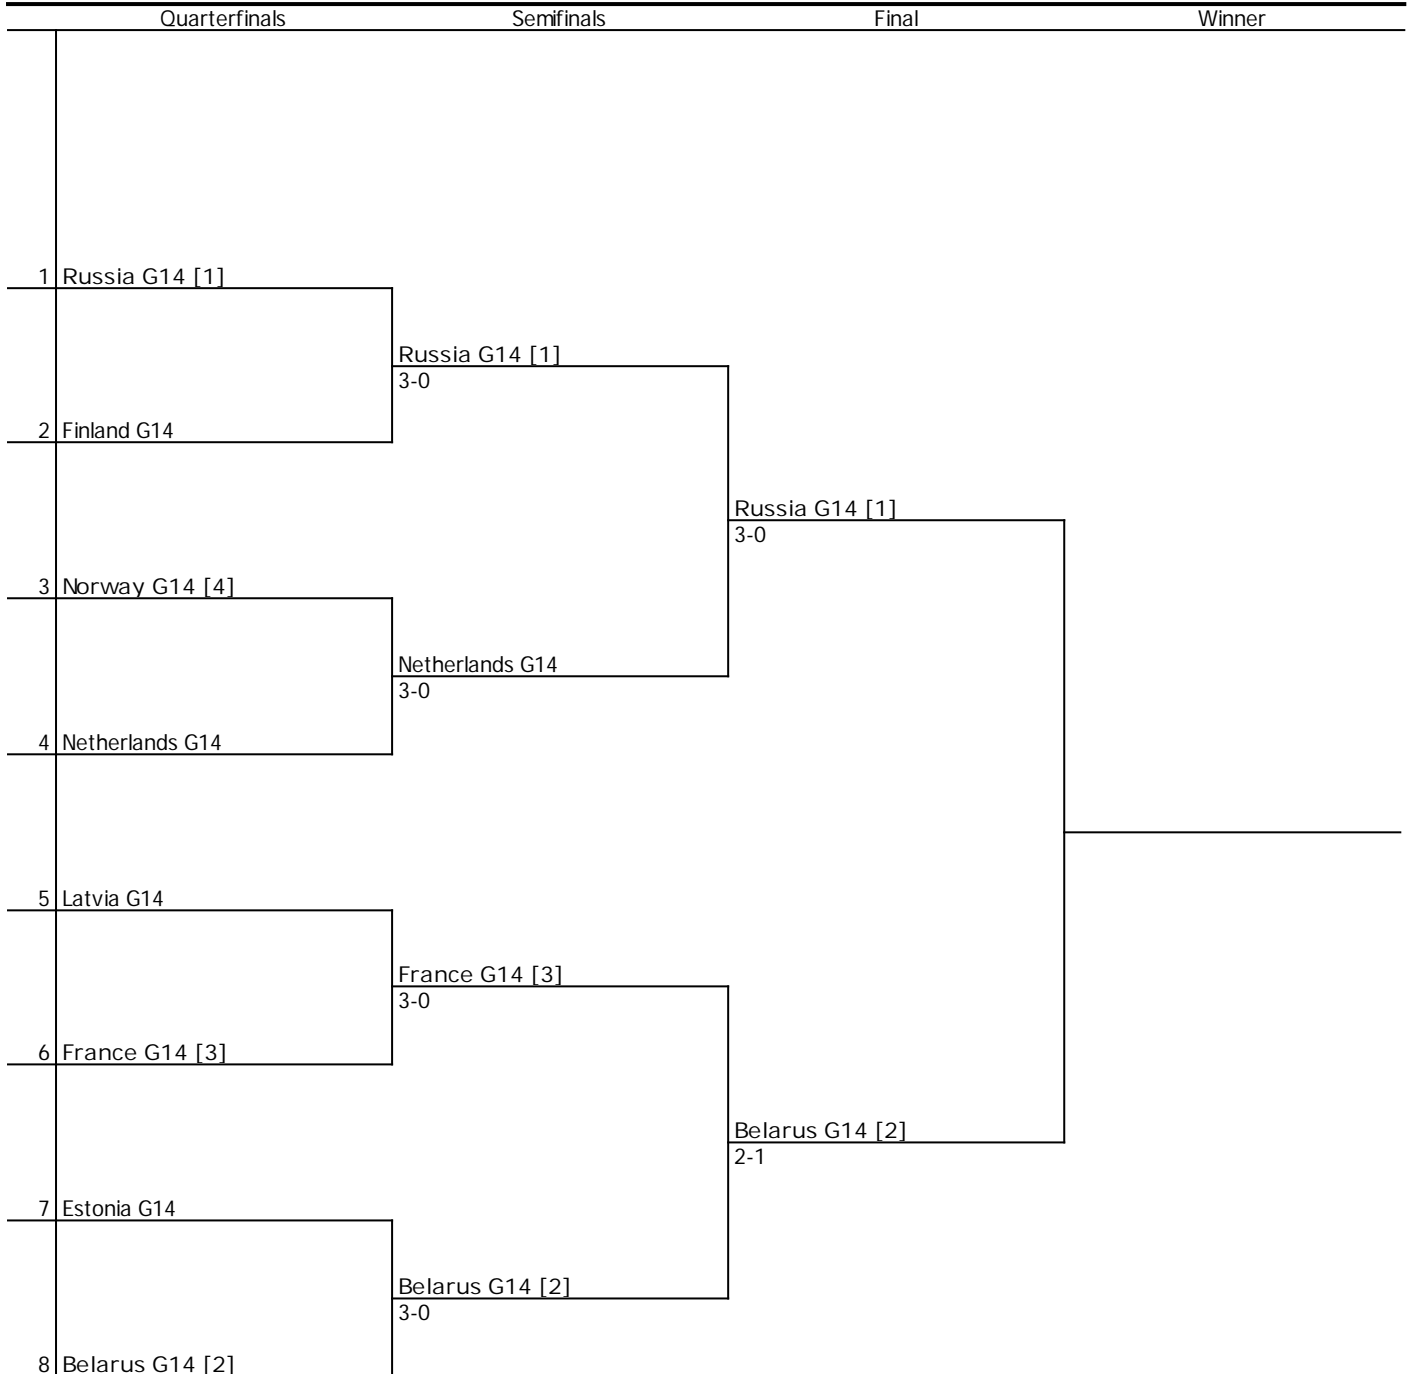 Quarterfinals Semifinals Final Winner
1 Russia G14 [1]
Russia G14 [1]
3-0
2 Finland G14
Russia G14 [1]
3-0
3 Norway G14 [4]
Netherlands G14
3-0
4 Netherlands G14
5 Latvia G14
France G14 [3]
3-0
6 France G14 [3]
Belarus G14 [2]
2-1
7 Estonia G14
Belarus G14 [2]
3-0
8 Belarus G14 [2]